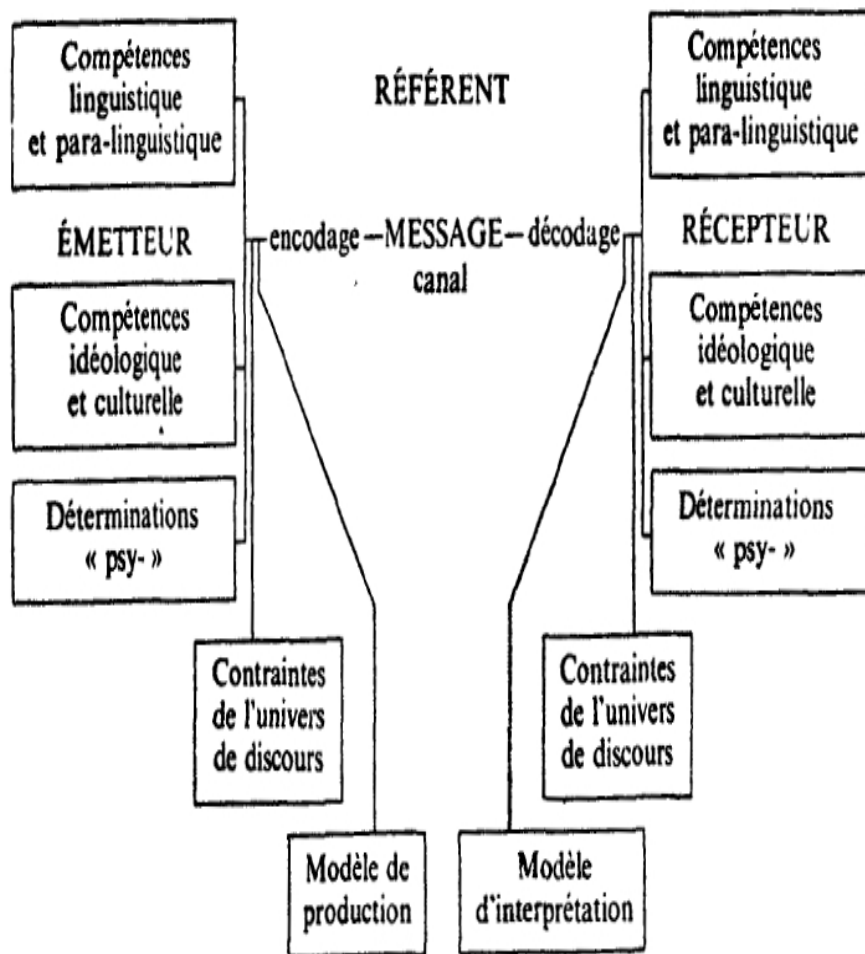 Compétences
linguistique
et para-linguistique
RÉFÉRENT
Compétences
linguistique
et para-linguistique
ÉMETTEUR
encodage – MESSAGE – décodage
canal
RÉCEPTEUR
Compétences
idéologique
et culturelle
Compétences
idéologique
et culturelle
Déterminations
« psy- »
Déterminations
« psy- »
Contraintes
de l'univers
de discours
Contraintes
de l'univers
de discours
Modèle de
production
Modèle
d'interprétation